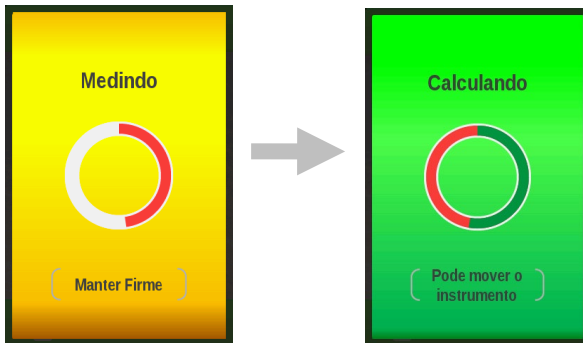 Medindo
Manter Firme
Calculando
Pode mover o
instrumento